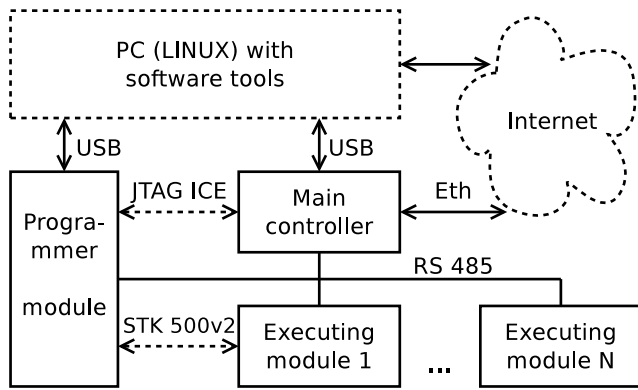 PC (LINUX) with
software tools
Internet
USB
USB
JTAG ICE
Main
controller
Eth
Progra-
mmer
module
RS 485
STK 500v2
Executing
module 1
...
Executing
module N